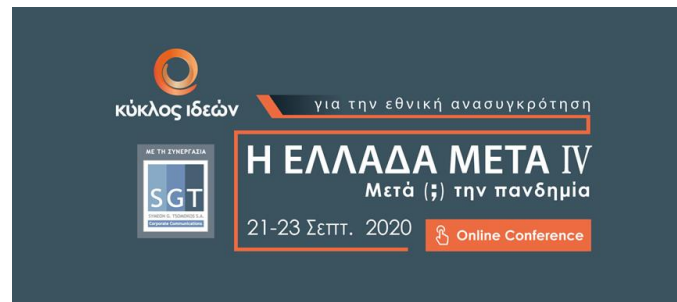 κύκλος ιδεών
για την εθνική ανασυγκρότηση
ΜΕ ΤΗ ΣΥΝΕΡΓΑΣΙΑ
SGT
SYMEON G. TSOMOKOS S.A.
Corporate Communications
Η ΕΛΛΑΔΑ ΜΕΤΑ IV
Μετά (;) την πανδημία
21-23 Σεπτ. 2020
Online Conference